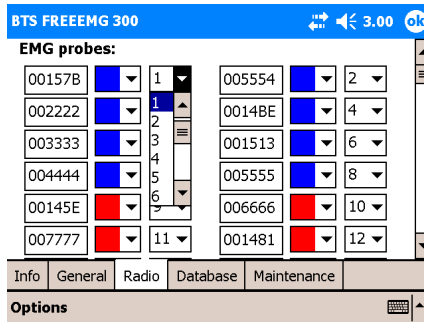 BTS FREEEMG 300 3.00 ok
EMG probes:
00157B 1 005554 2
1
002222 0014BE 4
2
003333 3 001513 6
4
004444 5 005555 8
6
00145E 9 006666 10
007777 11 001481 12
Info General Radio Database Maintenance
Options